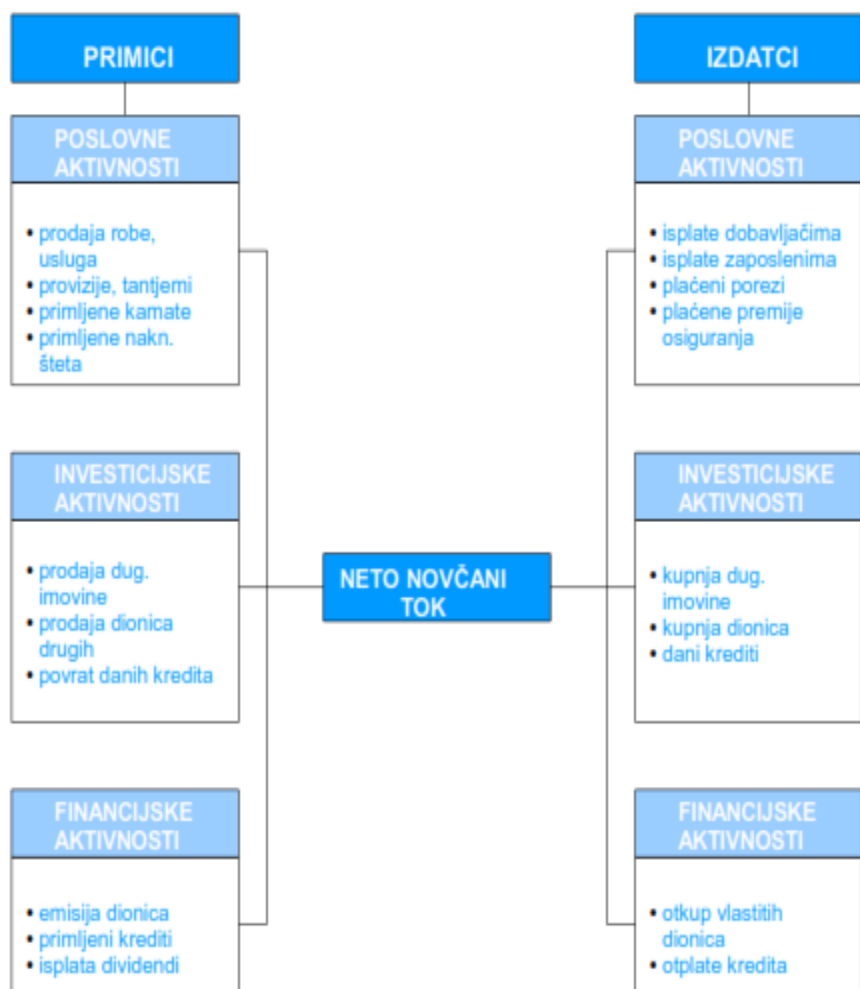 PRIMICI
POSLOVNE
AKTIVNOSTI
• prodaja robe,
usluga
• provizije, tantjemi
• primljene kamate
• primljene nakn.
šteta
INVESTICIJSKE
AKTIVNOSTI
• prodaja dug.
imovine
• prodaja dionica
drugih
• povrat danih kredita
FINANCIJSKE
AKTIVNOSTI
• emisija dionica
• primljeni krediti
• isplata dividendi
NETO NOVČANI
TOK
IZDATCI
POSLOVNE
AKTIVNOSTI
• isplate dobavljačima
• isplate zaposlenima
• plaćeni porezi
• plaćene premije
osiguranja
INVESTICIJSKE
AKTIVNOSTI
• kupnja dug.
imovine
• kupnja dionica
• dani krediti
FINANCIJSKE
AKTIVNOSTI
• otkup vlastitih
dionica
• otplate kredita